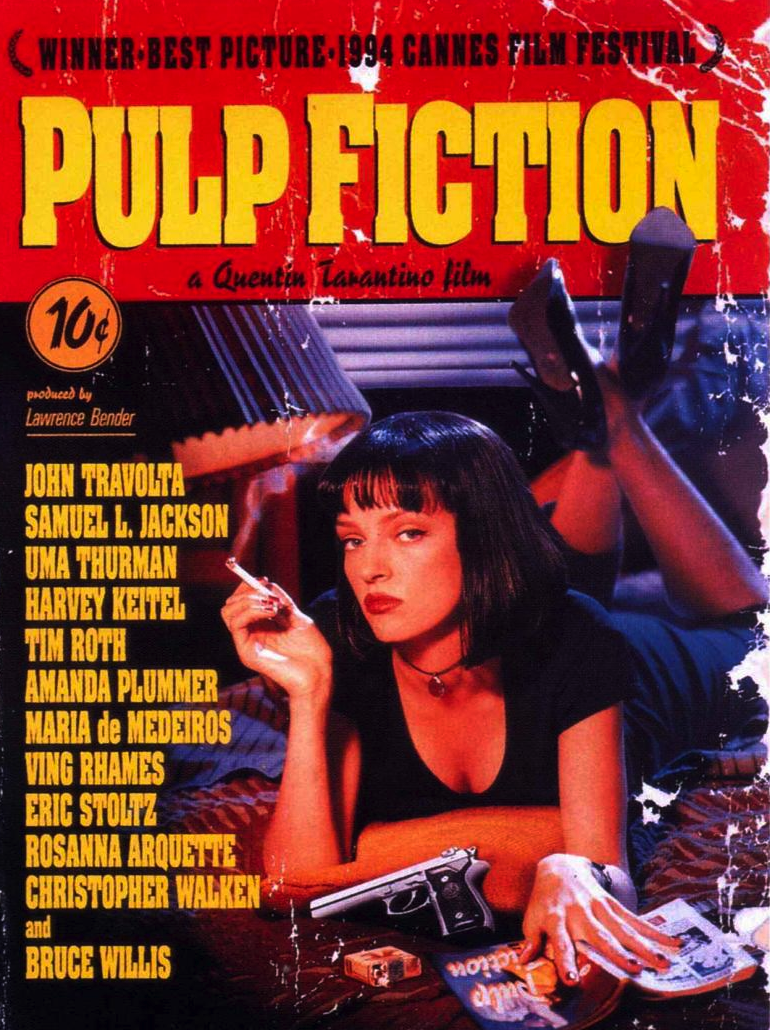 WINNER·BEST PICTURE·1994 CANNES FILM FESTIVAL
PULP FICTION
a Quentin Tarantino film
10¢
produced by
Lawrence Bender
JOHN TRAVOLTA
SAMUEL L. JACKSON
UMA THURMAN
HARVEY KEITEL
TIM ROTH
AMANDA PLUMMER
MARIA de MEDEIROS
VING RHAMES
ERIC STOLTZ
ROSANNA ARQUETTE
CHRISTOPHER WALKEN
and
BRUCE WILLIS
Pulp
Fiction